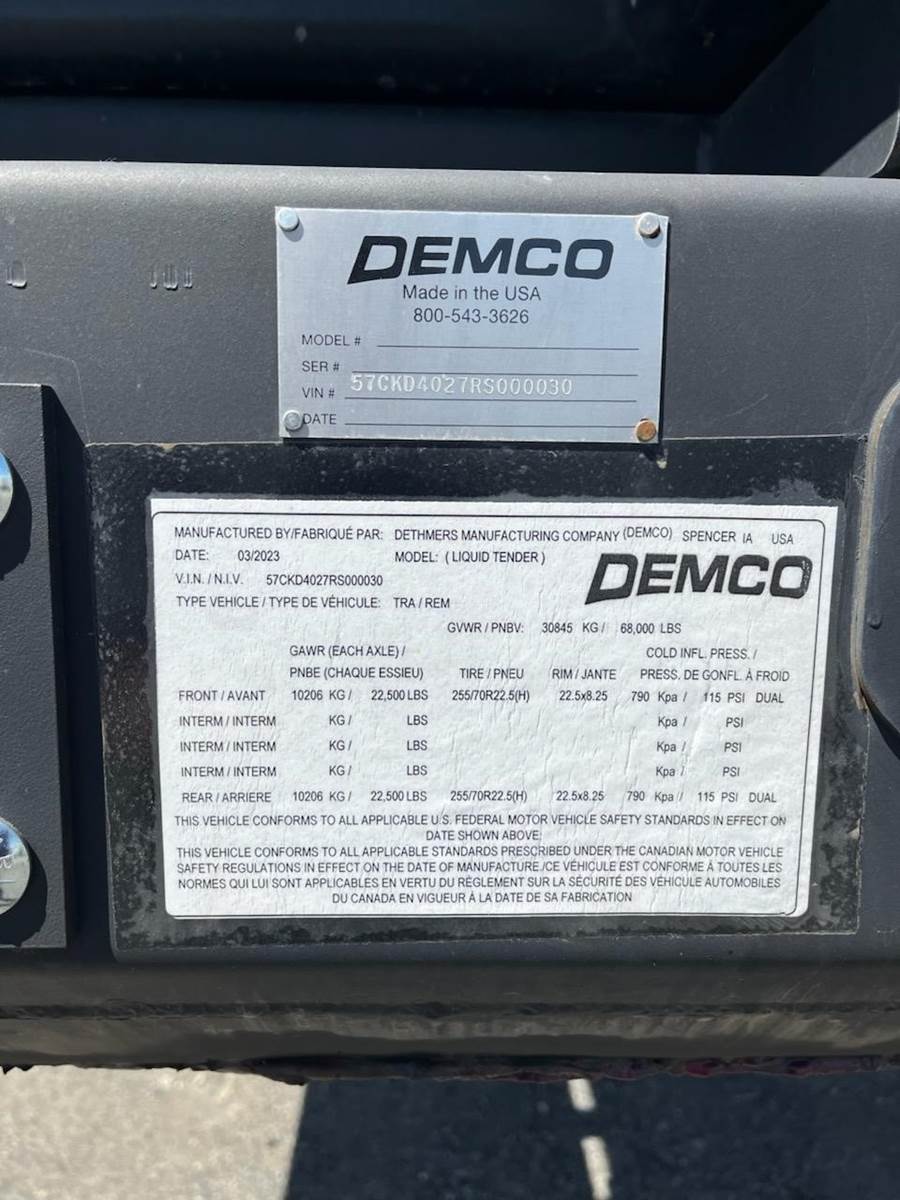 DEMCO
Made in the USA
800-543-3626
MODEL #
SER #
VIN # 57CKD4027RS000030
DATE
MANUFACTURED BY/FABRIQUÉ PAR: DETHMERS MANUFACTURING COMPANY (DEMCO) SPENCER IA USA
DATE: 03/2023 MODEL: ( LIQUID TENDER )
DEMCO
V.I.N. / N.I.V. 57CKD4027RS000030
TYPE VEHICLE / TYPE DE VÉHICULE: TRA / REM
GVWR / PNBV: 30845 KG / 68,000 LBS
GAWR (EACH AXLE) / COLD INFL. PRESS. /
PNBE (CHAQUE ESSIEU) TIRE / PNEU RIM / JANTE PRESS. DE GONFL. À FROID
FRONT / AVANT 10206 KG / 22,500 LBS 255/70R22.5(H) 22.5x8.25 790 Kpa / 115 PSI DUAL
INTERM / INTERM KG / LBS Kpa / PSI
INTERM / INTERM KG / LBS Kpa / PSI
INTERM / INTERM KG / LBS Kpa / PSI
REAR / ARRIERE 10206 KG / 22,500 LBS 255/70R22.5(H) 22.5x8.25 790 Kpa / 115 PSI DUAL
THIS VEHICLE CONFORMS TO ALL APPLICABLE U.S. FEDERAL MOTOR VEHICLE SAFETY STANDARDS IN EFFECT ON
DATE SHOWN ABOVE.
THIS VEHICLE CONFORMS TO ALL APPLICABLE STANDARDS PRESCRIBED UNDER THE CANADIAN MOTOR VEHICLE
SAFETY REGULATIONS IN EFFECT ON THE DATE OF MANUFACTURE./CE VÉHICULE EST CONFORME À TOUTES LES
NORMES QUI LUI SONT APPLICABLES EN VERTU DU RÈGLEMENT SUR LA SÉCURITÉ DES VÉHICULE AUTOMOBILES
DU CANADA EN VIGUEUR À LA DATE DE SA FABRICATION